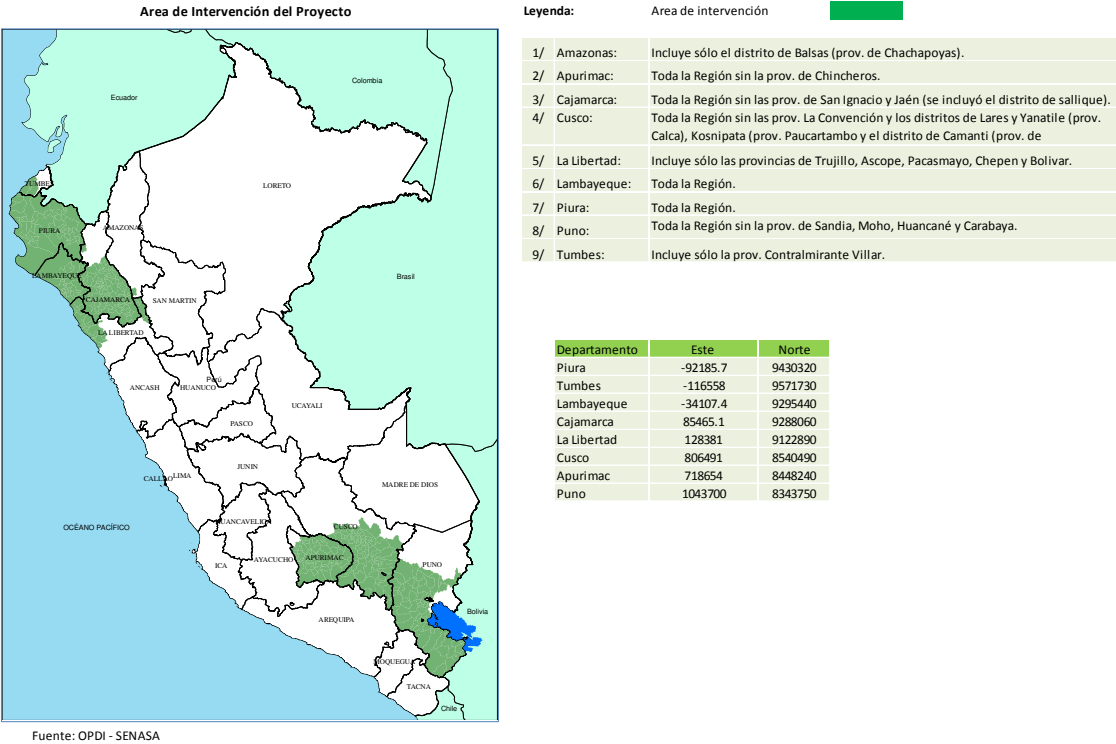 Area de Intervención del Proyecto
Leyenda: Area de intervención
1/ Amazonas: Incluye sólo el distrito de Balsas (prov. de Chachapoyas).
2/ Apurimac: Toda la Región sin la prov. de Chincheros.
3/ Cajamarca: Toda la Región sin las prov. de San Ignacio y Jaén (se incluyó el distrito de sallique).
4/ Cusco: Toda la Región sin las prov. La Convención y los distritos de Lares y Yanatile (prov.
Calca), Kosnipata (prov. Paucartambo y el distrito de Camanti (prov. de
5/ La Libertad: Incluye sólo las provincias de Trujillo, Ascope, Pacasmayo, Chepen y Bolivar.
6/ Lambayeque: Toda la Región.
7/ Piura: Toda la Región.
8/ Puno: Toda la Región sin la prov. de Sandia, Moho, Huancané y Carabaya.
9/ Tumbes: Incluye sólo la prov. Contralmirante Villar.
Colombia
Ecuador
LORETO
TUMBE
PIURA
AMAZONA
Brasil
LAMBAYEQUE
CAJAMARCA
SAN MARTIN
LA LIBERTAD
Perú
ANCASH
HUANUCO
UCAYALI
PASCO
JUNIN
CALLAO
LIMA
MADRE DE DIOS
HUANCAVELIC
CUSCO
OCÉANO PACÍFICO
AYACUCHO
APURIMAC
ICA
PUNO
Bolivia
AREQUIPA
MOQUEGUA
TACNA
Chile
Departamento Este Norte
Piura -92185.7 9430320
Tumbes -116558 9571730
Lambayeque -34107.4 9295440
Cajamarca 85465.1 9288060
La Libertad 128381 9122890
Cusco 806491 8540490
Apurimac 718654 8448240
Puno 1043700 8343750
Fuente: OPDI - SENASA